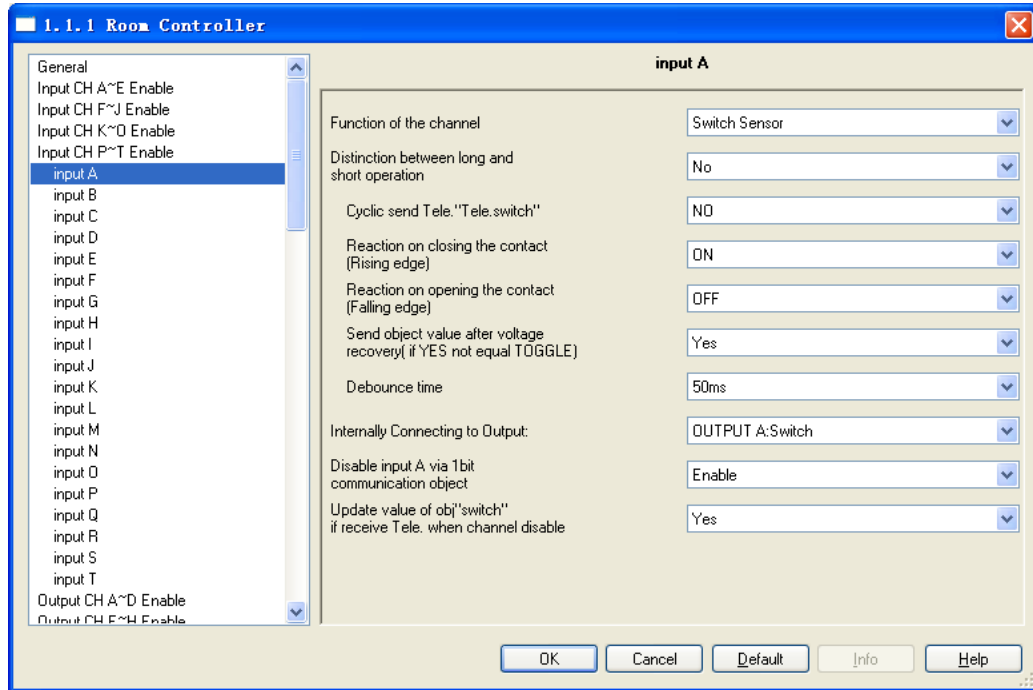 1.1.1 Room Controller
General
Input CH A~E Enable
Input CH F~J Enable
Input CH K~O Enable
Input CH P~T Enable
input A
input B
input C
input D
input E
input F
input G
input H
input I
input J
input K
input L
input M
input N
input O
input P
input Q
input R
input S
input T
Output CH A~D Enable
Output CH E~H Enable
input A
Function of the channel
Switch Sensor
Distinction between long and
short operation
No
Cyclic send Tele."Tele.switch"
NO
Reaction on closing the contact
(Rising edge)
ON
Reaction on opening the contact
(Falling edge)
OFF
Send object value after voltage
recovery( if YES not equal TOGGLE)
Yes
Debounce time
50ms
Internally Connecting to Output:
OUTPUT A:Switch
Disable input A via 1bit
communication object
Enable
Update value of obj"switch"
if receive Tele. when channel disable
Yes
OK
Cancel
Default
Info
Help